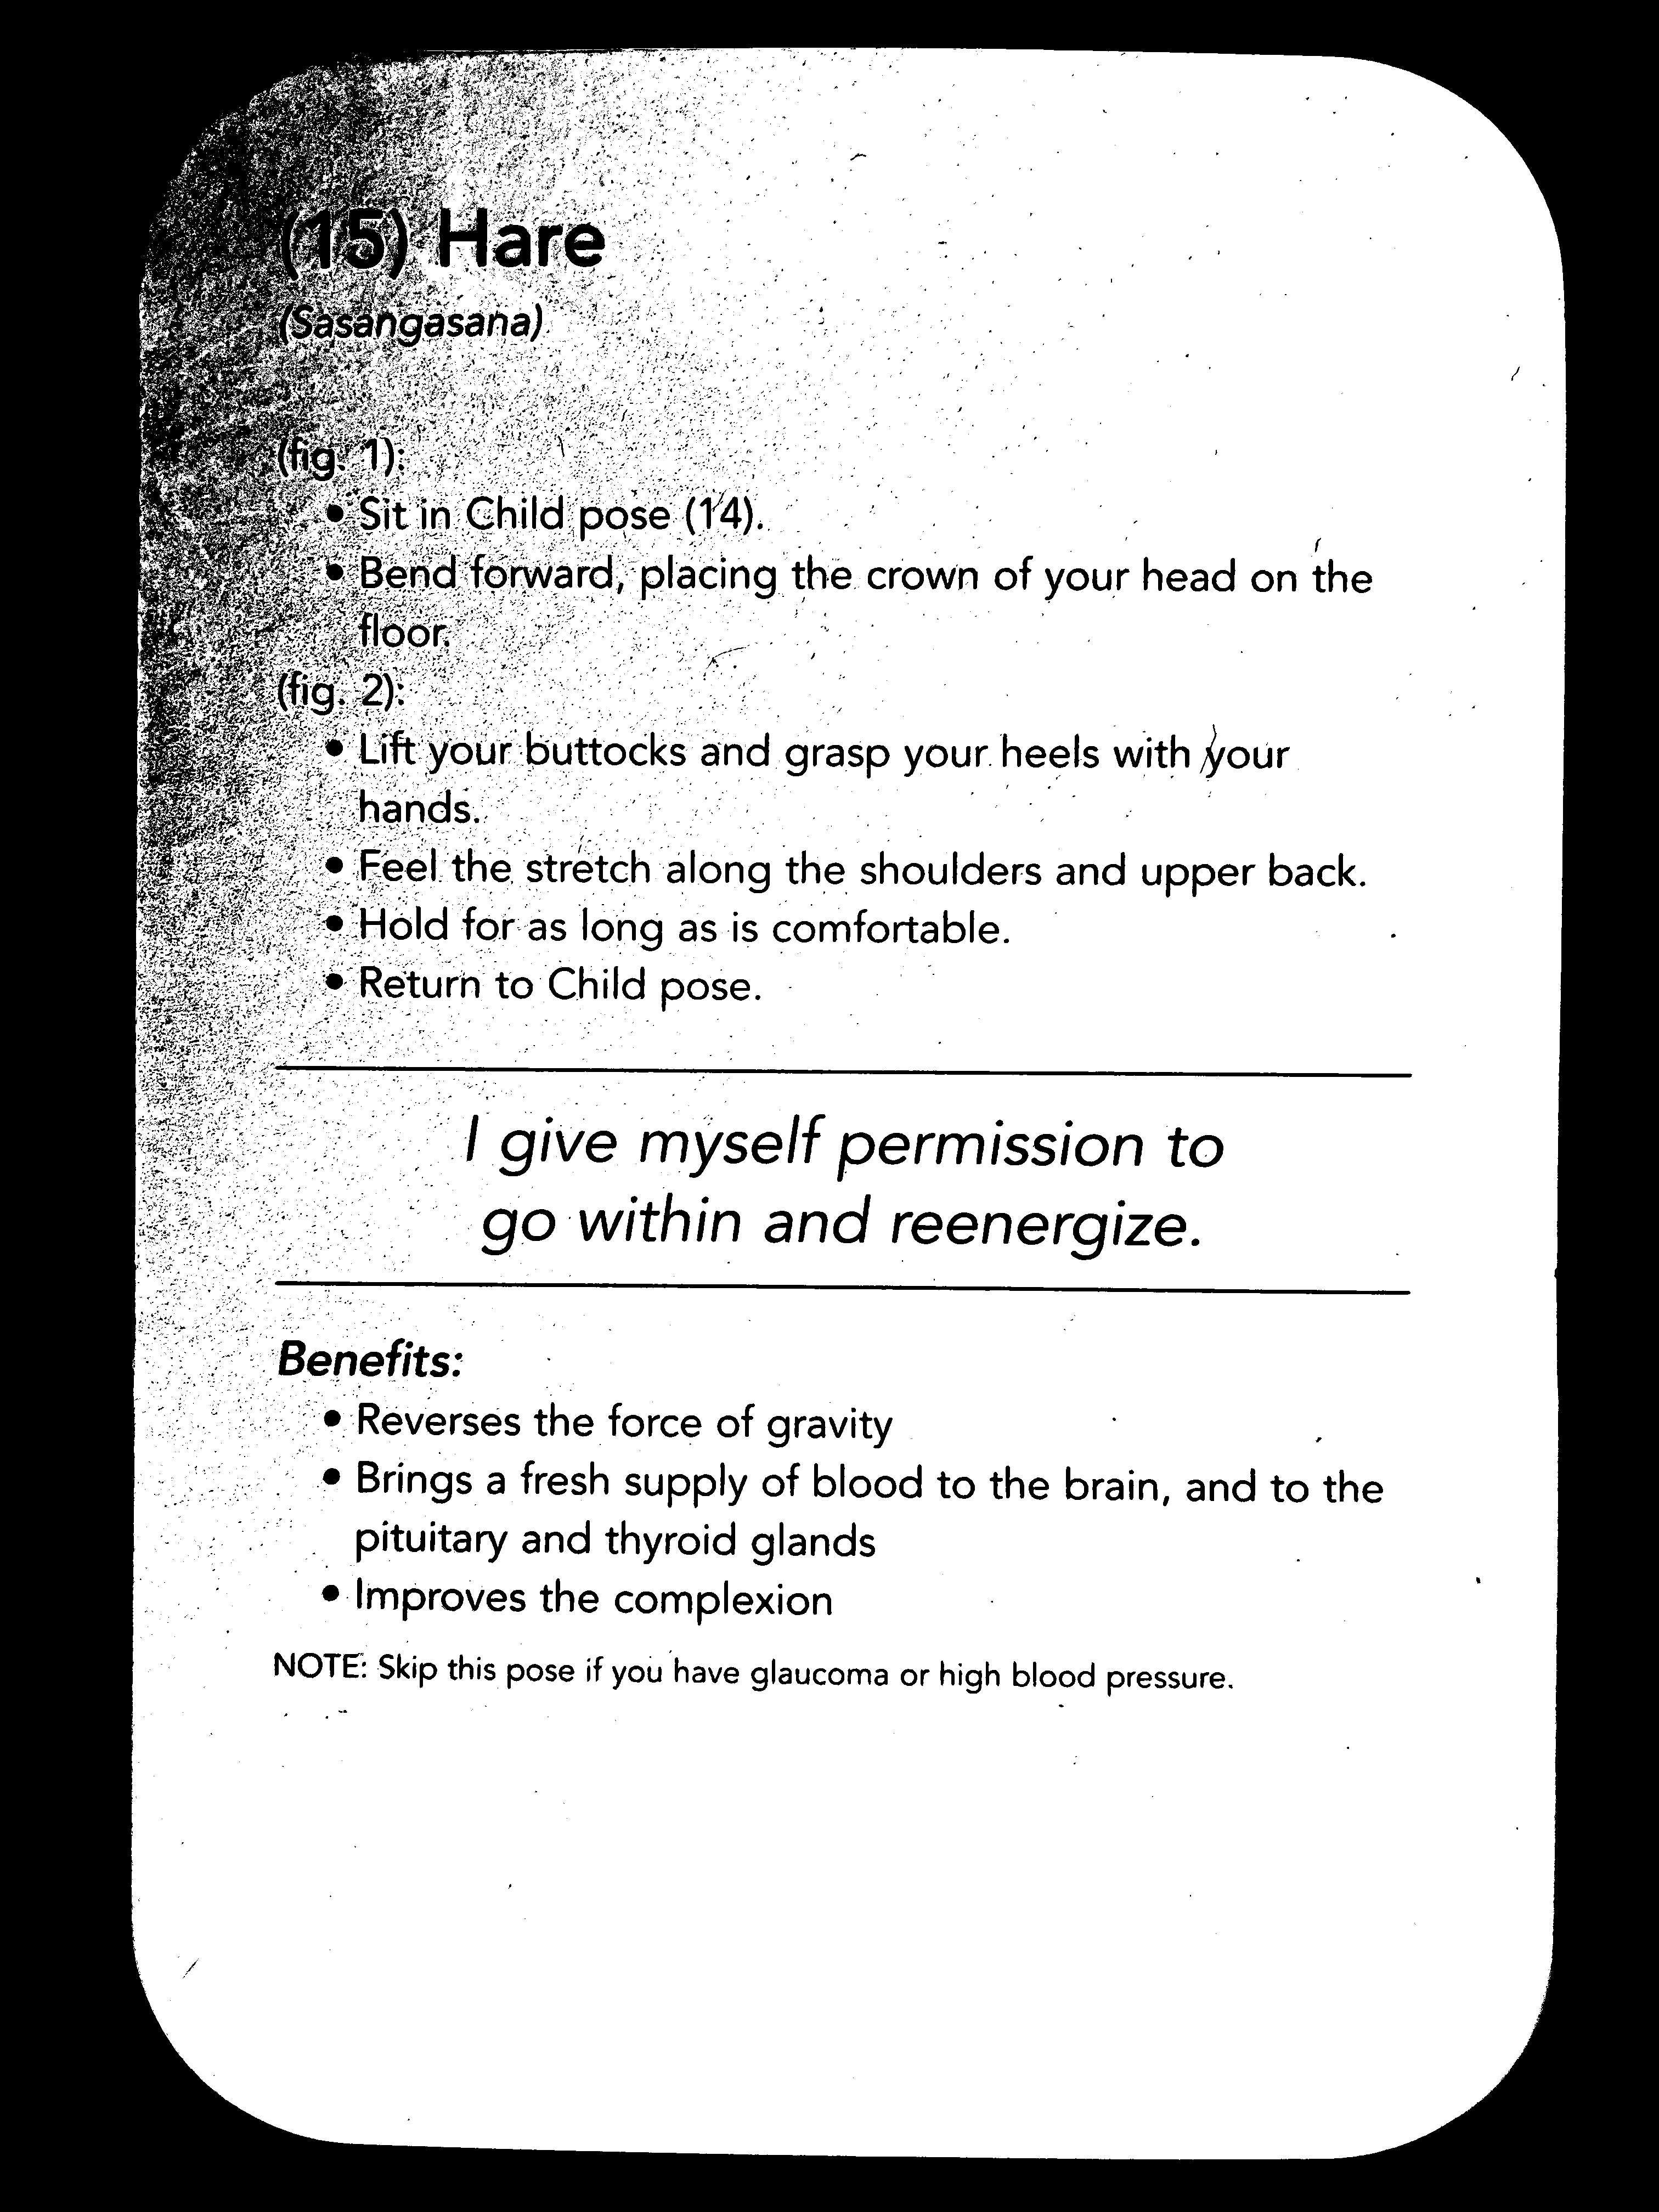 (15) Hare
(Sasangasana)
(fig. 1):
• Sit in Child pose (14).
• Bend forward, placing the crown of your head on the
floor.
(fig. 2):
• Lift your buttocks and grasp your heels with your
hands.
• Feel the stretch along the shoulders and upper back.
• Hold for as long as is comfortable.
• Return to Child pose.
I give myself permission to
go within and reenergize.
Benefits:
• Reverses the force of gravity
• Brings a fresh supply of blood to the brain, and to the
pituitary and thyroid glands
• Improves the complexion
NOTE: Skip this pose if you have glaucoma or high blood pressure.